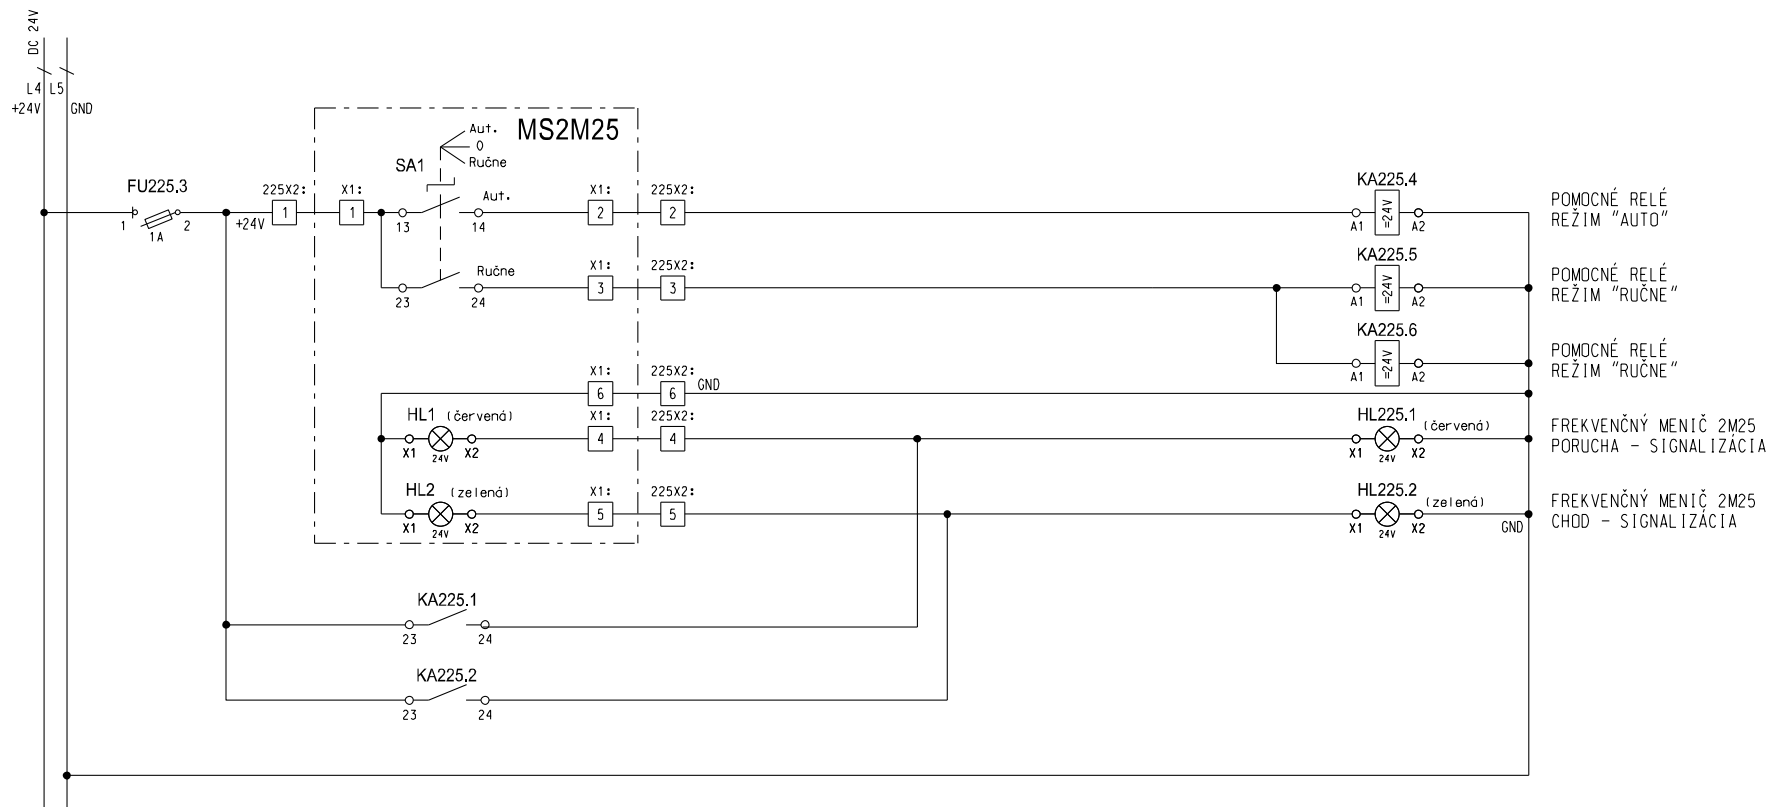 DC 24V
L4 L5
+24V GND
MS2M25
Aut.
0
Ručne
SA1
FU225.3
1 2
1A
+24V
225X2:
1
X1:
1
Aut.
13 14
X1:
2
225X2:
2
KA225.4
A1 =24V A2
POMOCNÉ RELÉ
REŽIM "AUTO"
Ručne
23 24
X1:
3
225X2:
3
KA225.5
A1 =24V A2
POMOCNÉ RELÉ
REŽIM "RUČNE"
KA225.6
A1 =24V A2
POMOCNÉ RELÉ
REŽIM "RUČNE"
X1:
6
225X2:
6
GND
HL1 (červená)
X1 24V X2
X1:
4
225X2:
4
HL225.1 (červená)
X1 24V X2
FREKVENČNÝ MENIČ 2M25
PORUCHA - SIGNALIZÁCIA
HL2 (zelená)
X1 24V X2
X1:
5
225X2:
5
HL225.2 (zelená)
X1 24V X2
GND
FREKVENČNÝ MENIČ 2M25
CHOD - SIGNALIZÁCIA
KA225.1
23 24
KA225.2
23 24